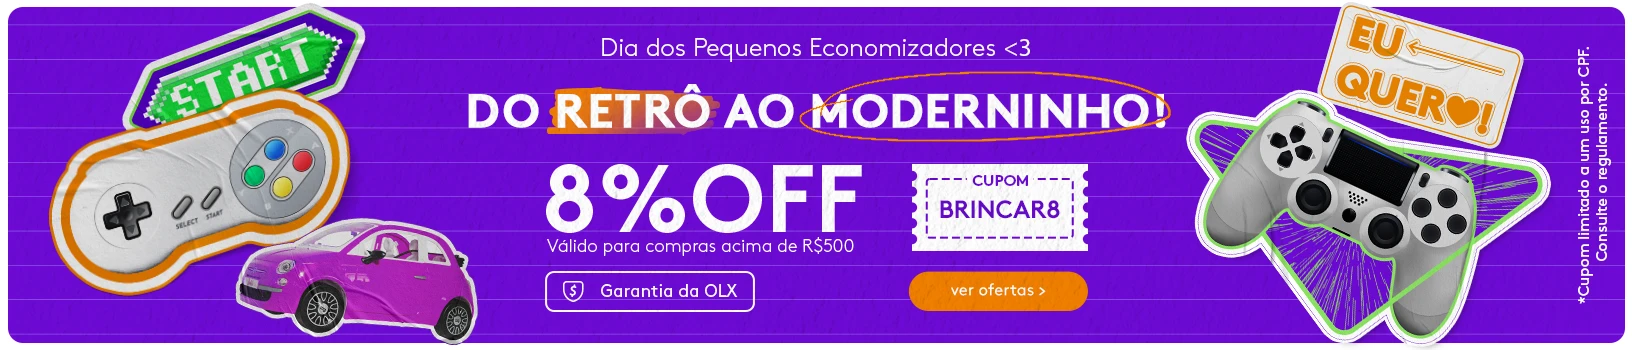 START
SELECT
START
Dia dos Pequenos Economizadores <3
DO RETRÔ AO MODERNINHO!
8%OFF
Válido para compras acima de R$500
Garantia da OLX
CUPOM
BRINCAR8
ver ofertas >
EU
QUERO!
*Cupom limitado a um uso por CPF.
Consulte o regulamento.